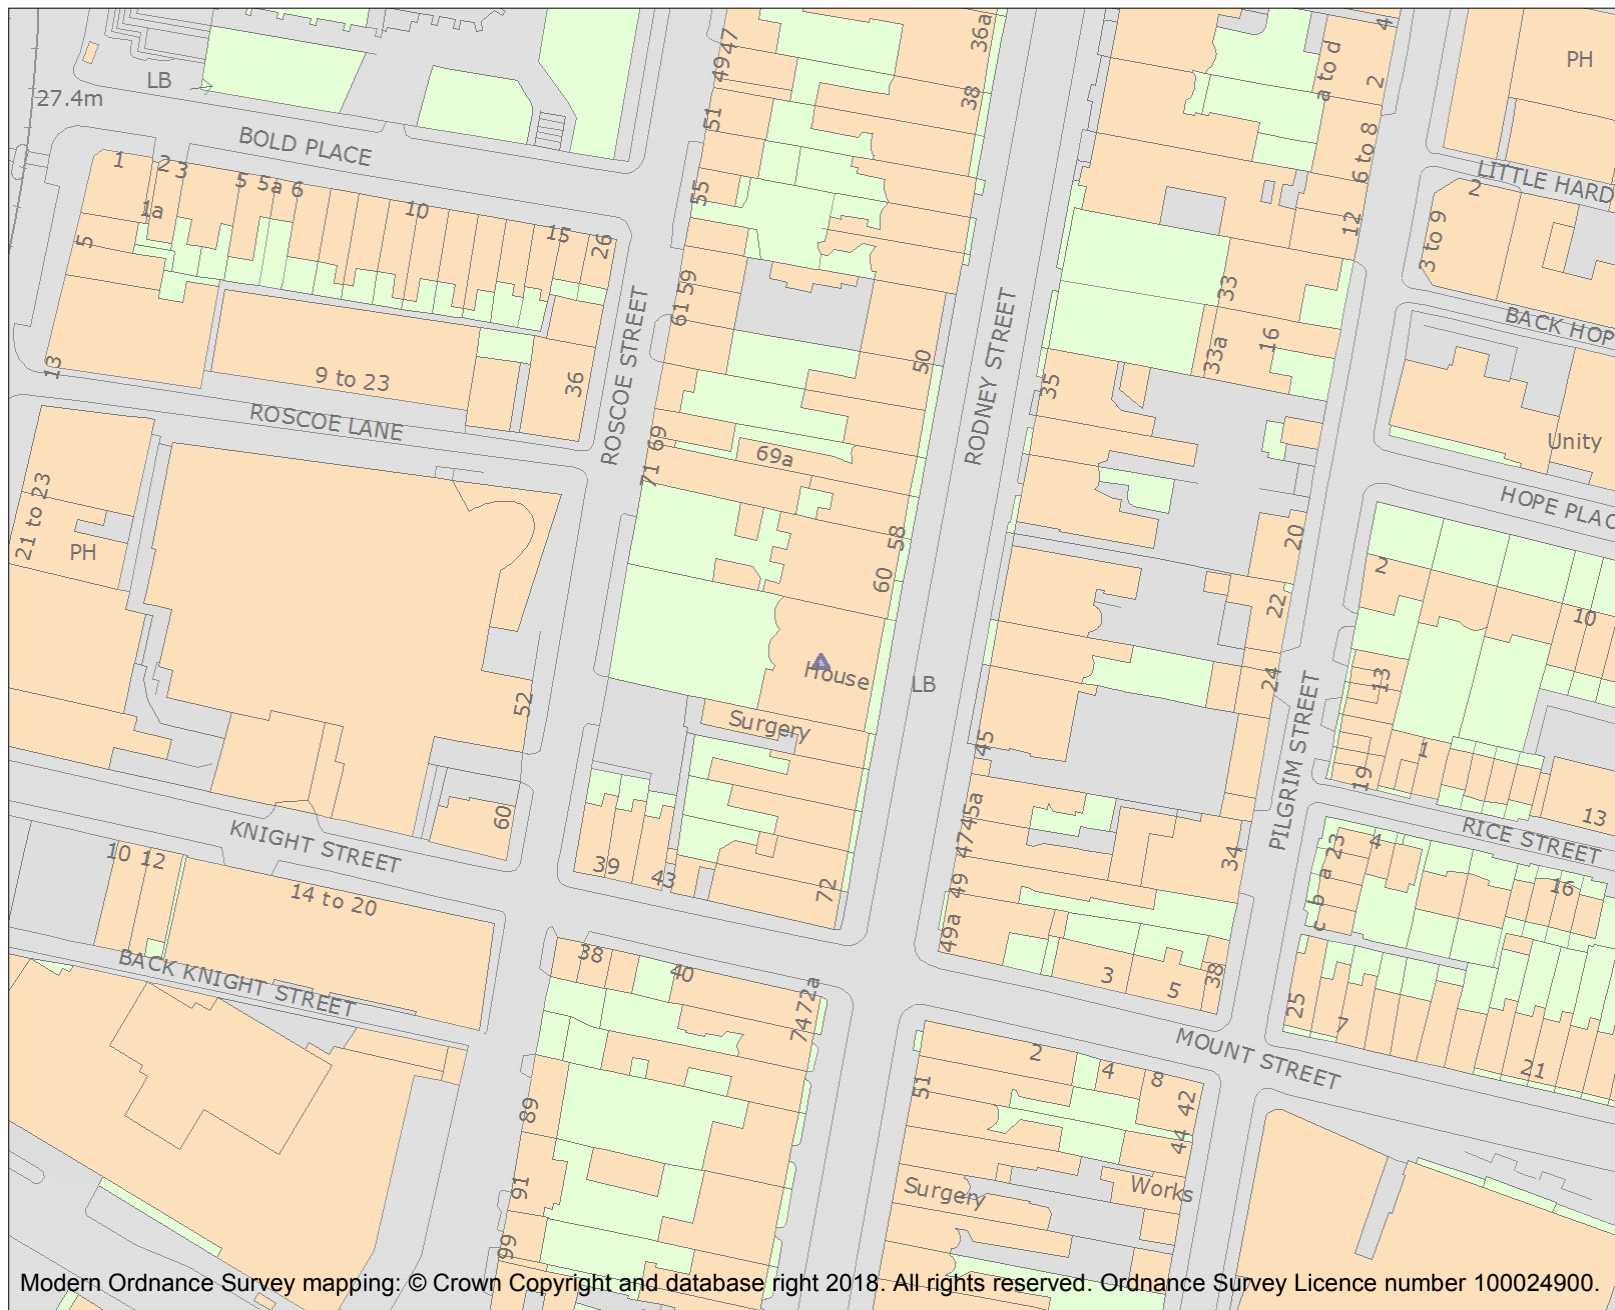 4947
36a
4
PH
LB
27.4m
38
a to d
2
51
6 to 8
BOLD PLACE
1
2 3
5 5a 6
LITTLE HARD
2
55
1a
10
15
26
12
3 to 9
5
61 59
33
BACK HOP
ROSCOE STREET
RODNEY STREET
50
33a
16
13
9 to 23
36
35
ROSCOE LANE
69
69a
Unity
71
HOPE PLAC
21 to 23
PH
58
20
60
2
22
10
House
LB
24
13
52
Surgery
45
1
19
PILGRIM STREET
60
4745a
13
KNIGHT STREET
RICE STREET
10 12
39
43
34
23
4
a
14 to 20
72
49
b
16
c
49a
38
40
3
5
38
BACK KNIGHT STREET
7472a
25
7
MOUNT STREET
2
4
8
21
51
42
89
44
91
Surgery
Works
99
Modern Ordnance Survey mapping: © Crown Copyright and database right 2018. All rights reserved. Ordnance Survey Licence number 100024900.